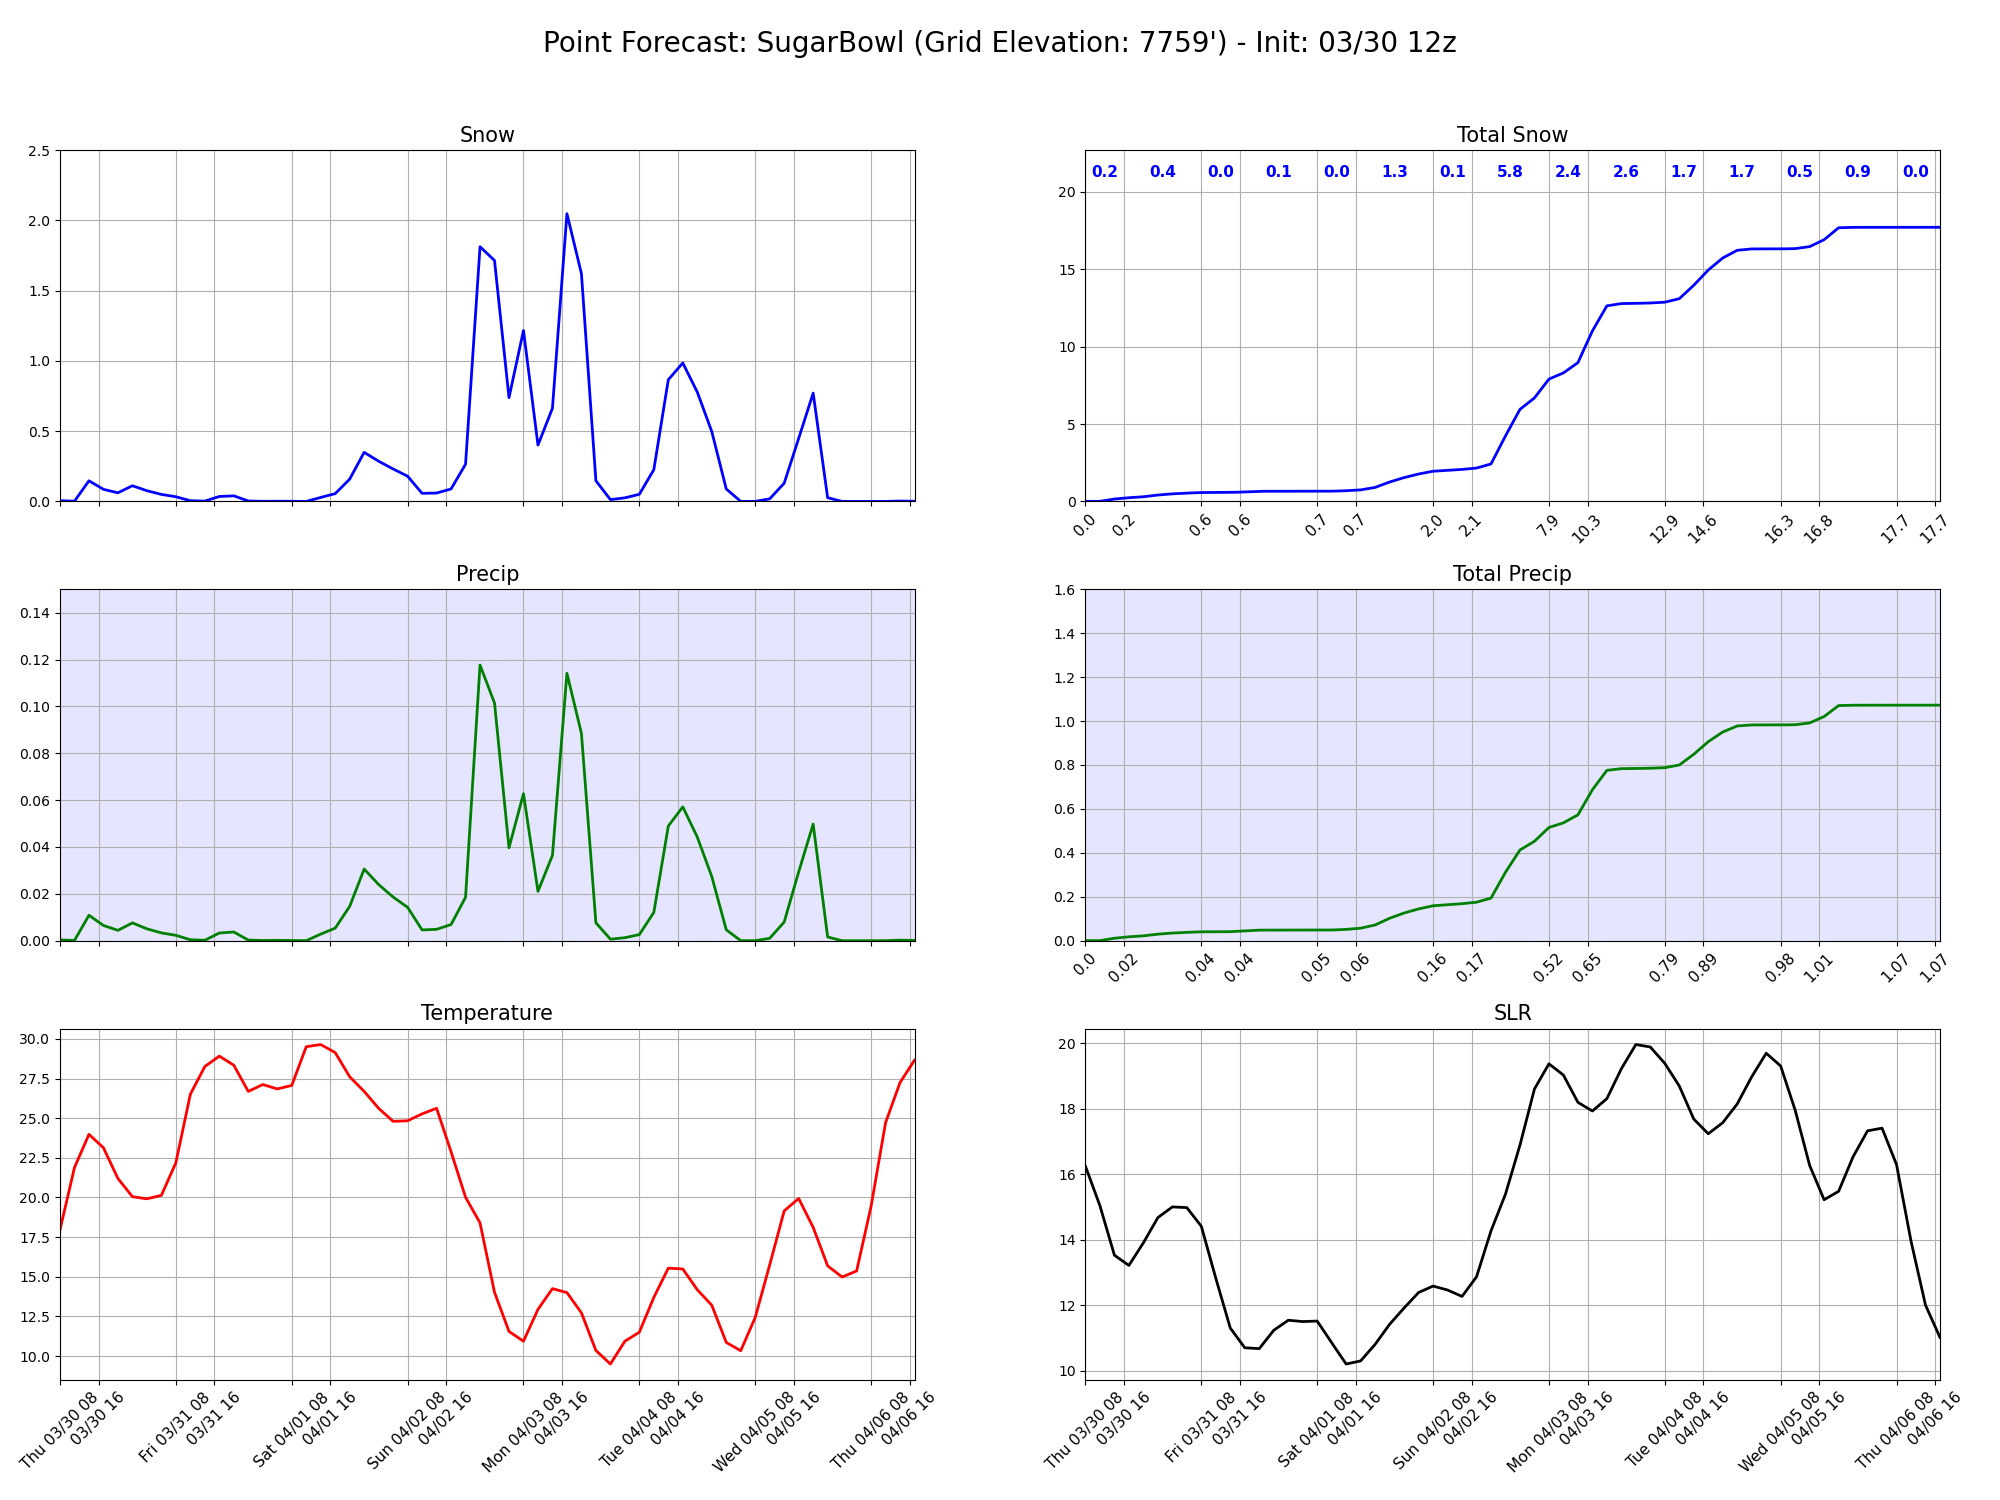 Point Forecast: SugarBowl (Grid Elevation: 7759') - Init: 03/30 12z
Snow
2.5
2.0
1.5
1.0
0.5
0.0
Total Snow
0.2 0.4 0.0 0.1 0.0 1.3 0.1 5.8 2.4 2.6 1.7 1.7 0.5 0.9 0.0
20
15
10
5
0
0.0 0.2 0.6 0.6 0.7 0.7 2.0 2.1 7.9 10.3 12.9 14.6 16.3 16.8 17.7 17.7
Precip
0.14
0.12
0.10
0.08
0.06
0.04
0.02
0.00
Total Precip
1.6
1.4
1.2
1.0
0.8
0.6
0.4
0.2
0.0
0.0 0.02 0.04 0.04 0.05 0.06 0.16 0.17 0.52 0.65 0.79 0.89 0.98 1.01 1.07 1.07
Temperature
30.0
27.5
25.0
22.5
20.0
17.5
15.0
12.5
10.0
Thu 03/30 08
03/30 16
Fri 03/31 08
03/31 16
Sat 04/01 08
04/01 16
Sun 04/02 08
04/02 16
Mon 04/03 08
04/03 16
Tue 04/04 08
04/04 16
Wed 04/05 08
04/05 16
Thu 04/06 08
04/06 16
SLR
20
18
16
14
12
10
Thu 03/30 08
03/30 16
Fri 03/31 08
03/31 16
Sat 04/01 08
04/01 16
Sun 04/02 08
04/02 16
Mon 04/03 08
04/03 16
Tue 04/04 08
04/04 16
Wed 04/05 08
04/05 16
Thu 04/06 08
04/06 16